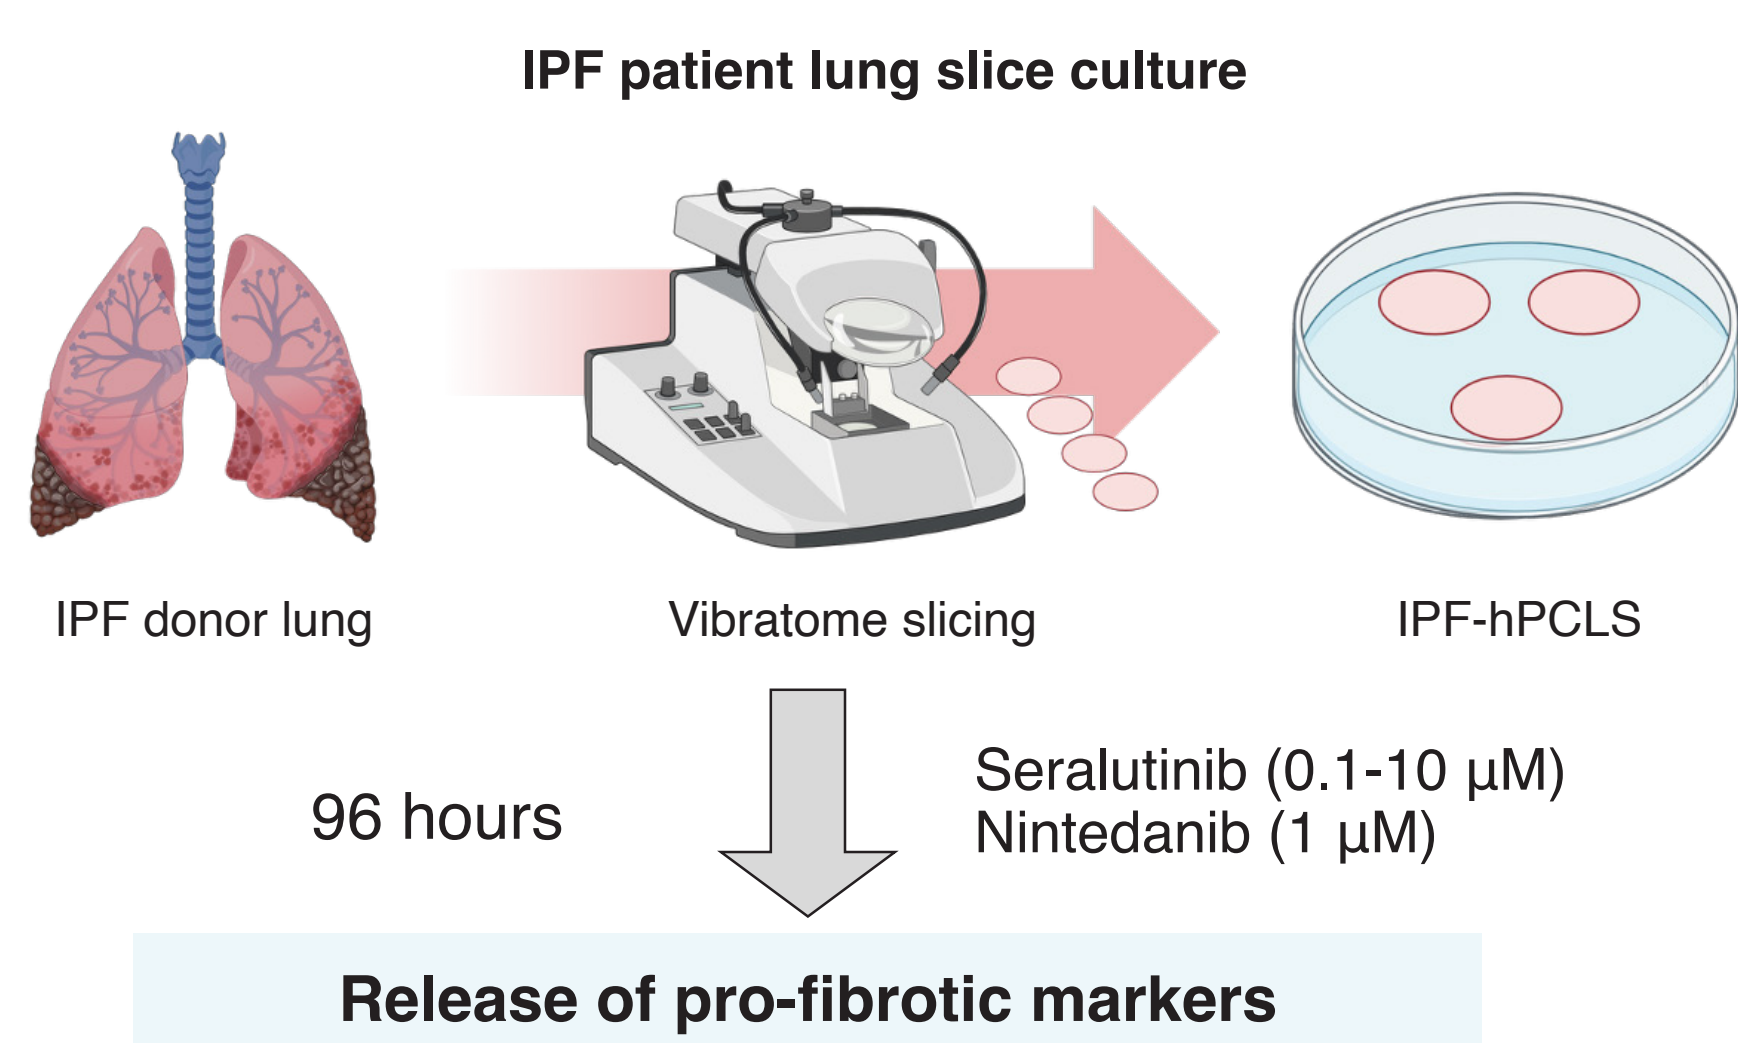 IPF patient lung slice culture
IPF donor lung
Vibratome slicing
IPF-hPCLS
96 hours
Seralutinib (0.1-10 μM)
Nintedanib (1 μM)
Release of pro-fibrotic markers